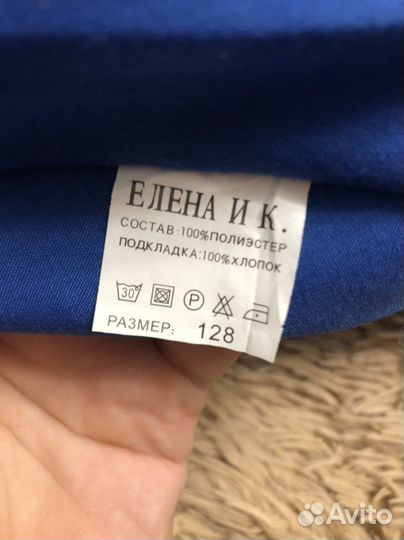 ЕЛЕНА И К.
СОСТАВ:100%ПОЛИЭСТЕР
ПОДКЛАДКА:100%ХЛОПОК
30 P
РАЗМЕР: 128
Avito